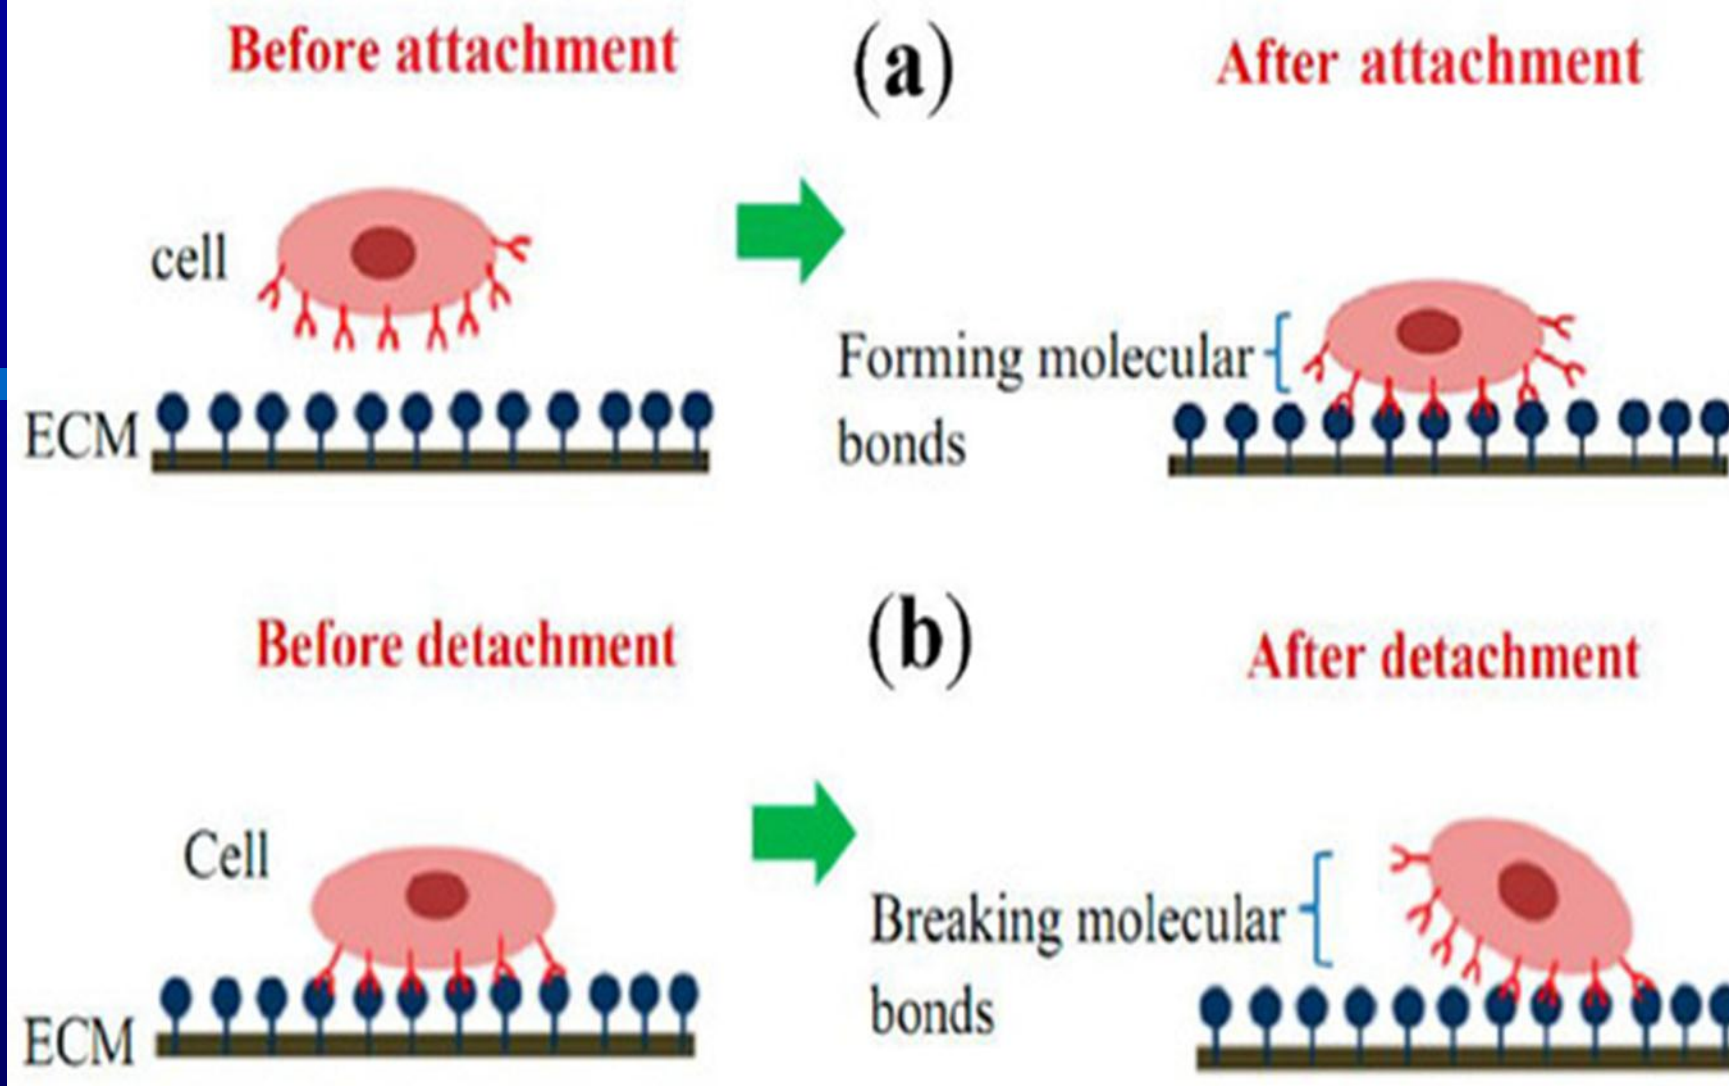 Before attachment
(a)
After attachment
cell
Forming molecular
bonds
ECM
Before detachment
(b)
After detachment
Cell
Breaking molecular
bonds
ECM